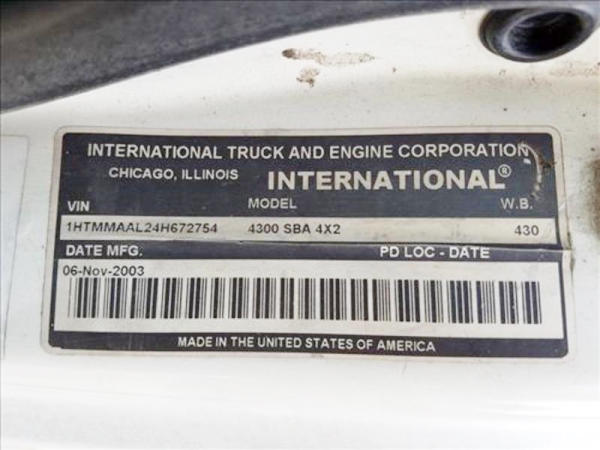 INTERNATIONAL TRUCK AND ENGINE CORPORATION
CHICAGO, ILLINOIS INTERNATIONAL®
VIN MODEL W.B.
1HTMMAAL24H672754 4300 SBA 4X2 430
DATE MFG. PD LOC - DATE
06-Nov-2003
MADE IN THE UNITED STATES OF AMERICA